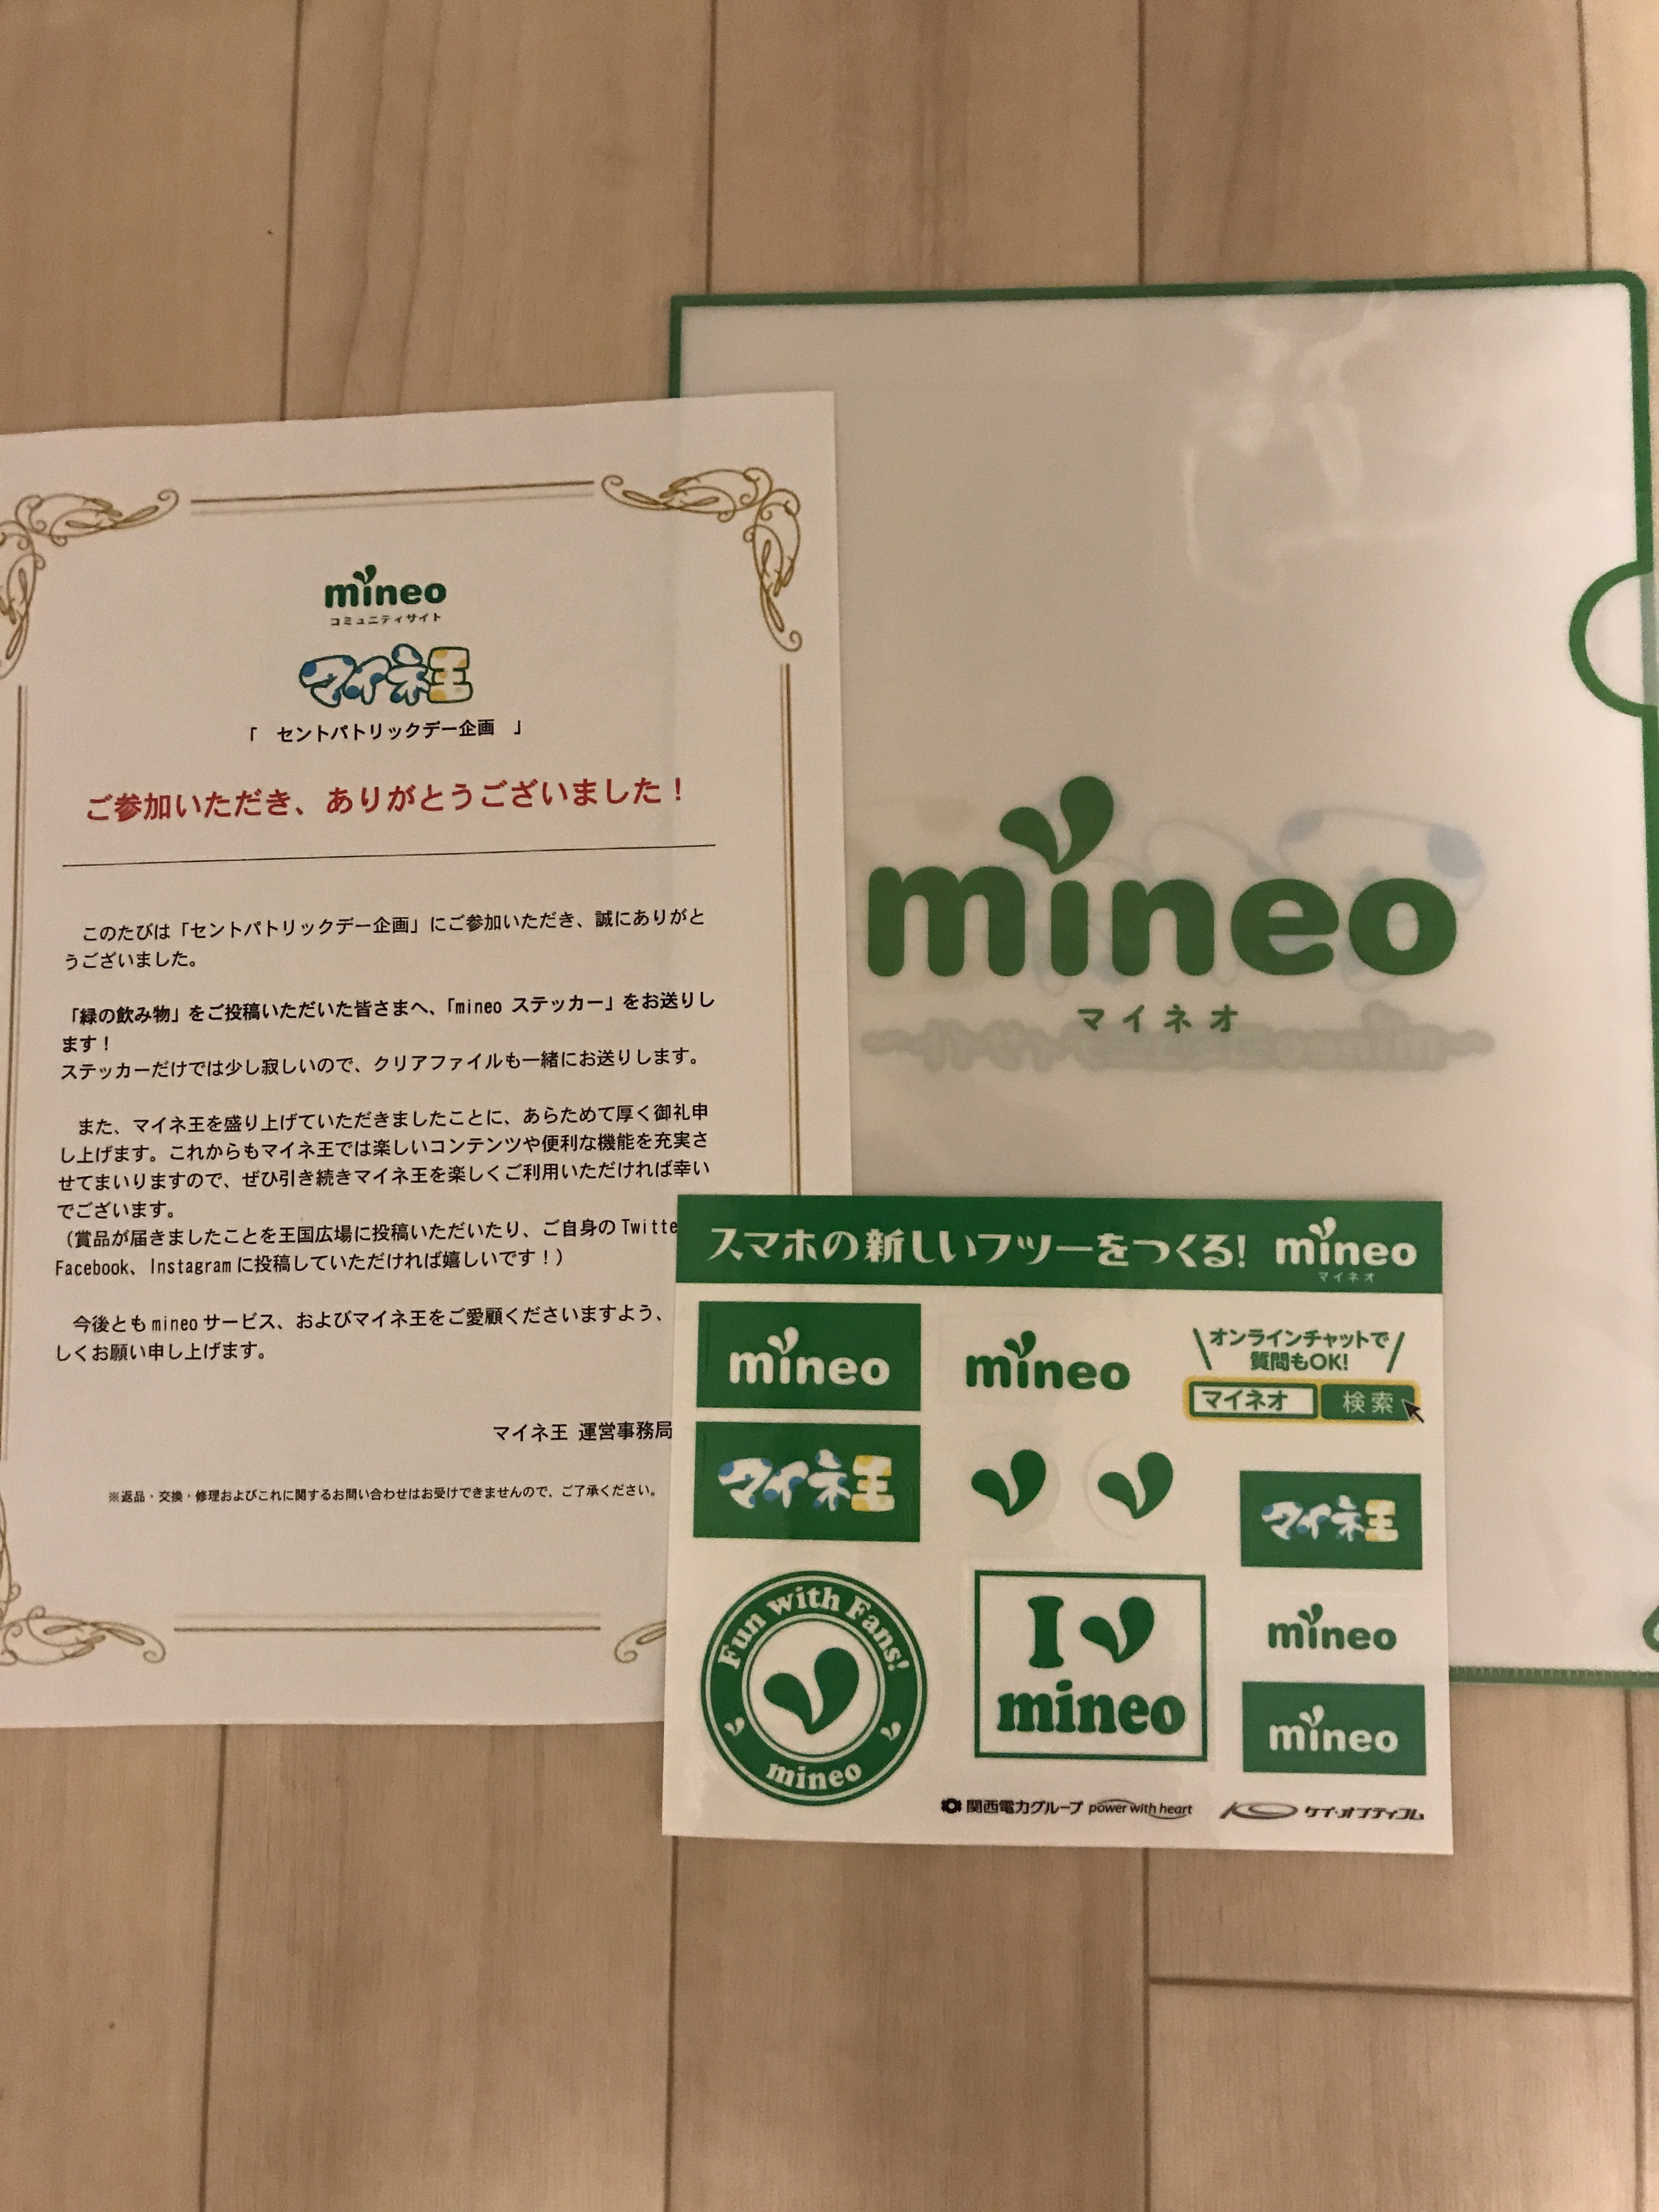 mineo
コミュニティサイト
マイネ王
「 セントパトリックデー企画 」
ご参加いただき、ありがとうございました！
このたびは「セントパトリックデー企画」にご参加いただき、誠にありがと
うございました。
「緑の飲み物」をご投稿いただいた皆さまへ、「mineo ステッカー」をお送りし
ます！
ステッカーだけでは少し寂しいので、クリアファイルも一緒にお送りします。
また、マイネ王を盛り上げていただきましたことに、あらためて厚く御礼申
し上げます。これからもマイネ王では楽しいコンテンツや便利な機能を充実さ
せてまいりますので、ぜひ引き続きマイネ王を楽しくご利用いただければ幸い
でございます。
（賞品が届きましたことを王国広場に投稿いただいたり、ご自身の Twitte
Facebook、Instagram に投稿していただければ嬉しいです！）
今後とも mineo サービス、およびマイネ王をご愛顧くださいますよう、
しくお願い申し上げます。
マイネ王 運営事務局
※返品・交換・修理およびこれに関するお問い合わせはお受けできませんので、ご了承ください。
mineo
マイネオ
スマホの新しいフツーをつくる！ mineo
マイネオ
mineo
mineo
オンラインチャットで
質問もOK!
マイネオ 検索
マイネ王
マイネ王
Fun with Fans!
mineo
I
mineo
mineo
mineo
関西電力グループ power with heart
ケイ・オプティコム